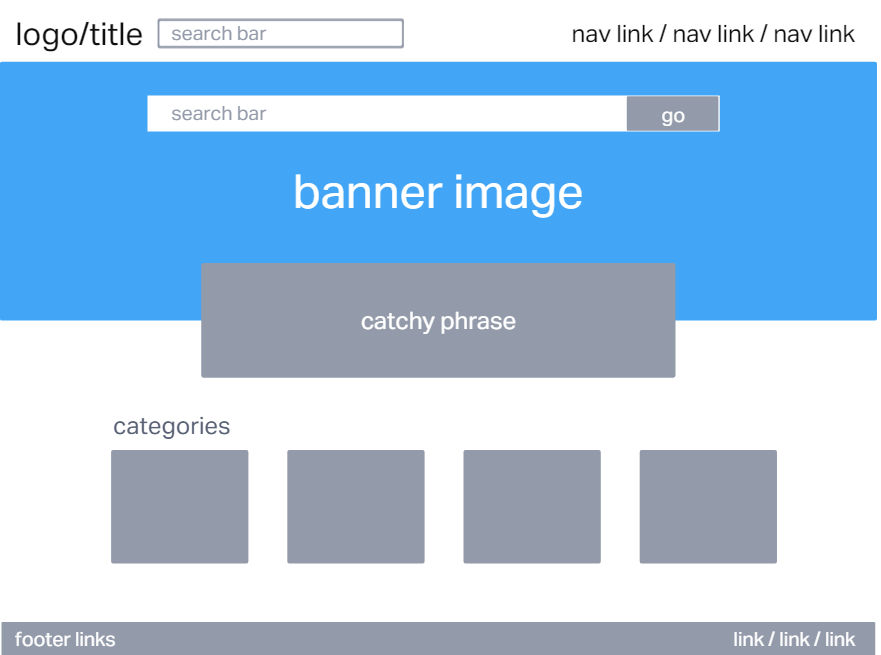 logo/title search bar nav link / nav link / nav link
search bar go
banner image
catchy phrase
categories
footer links link / link / link